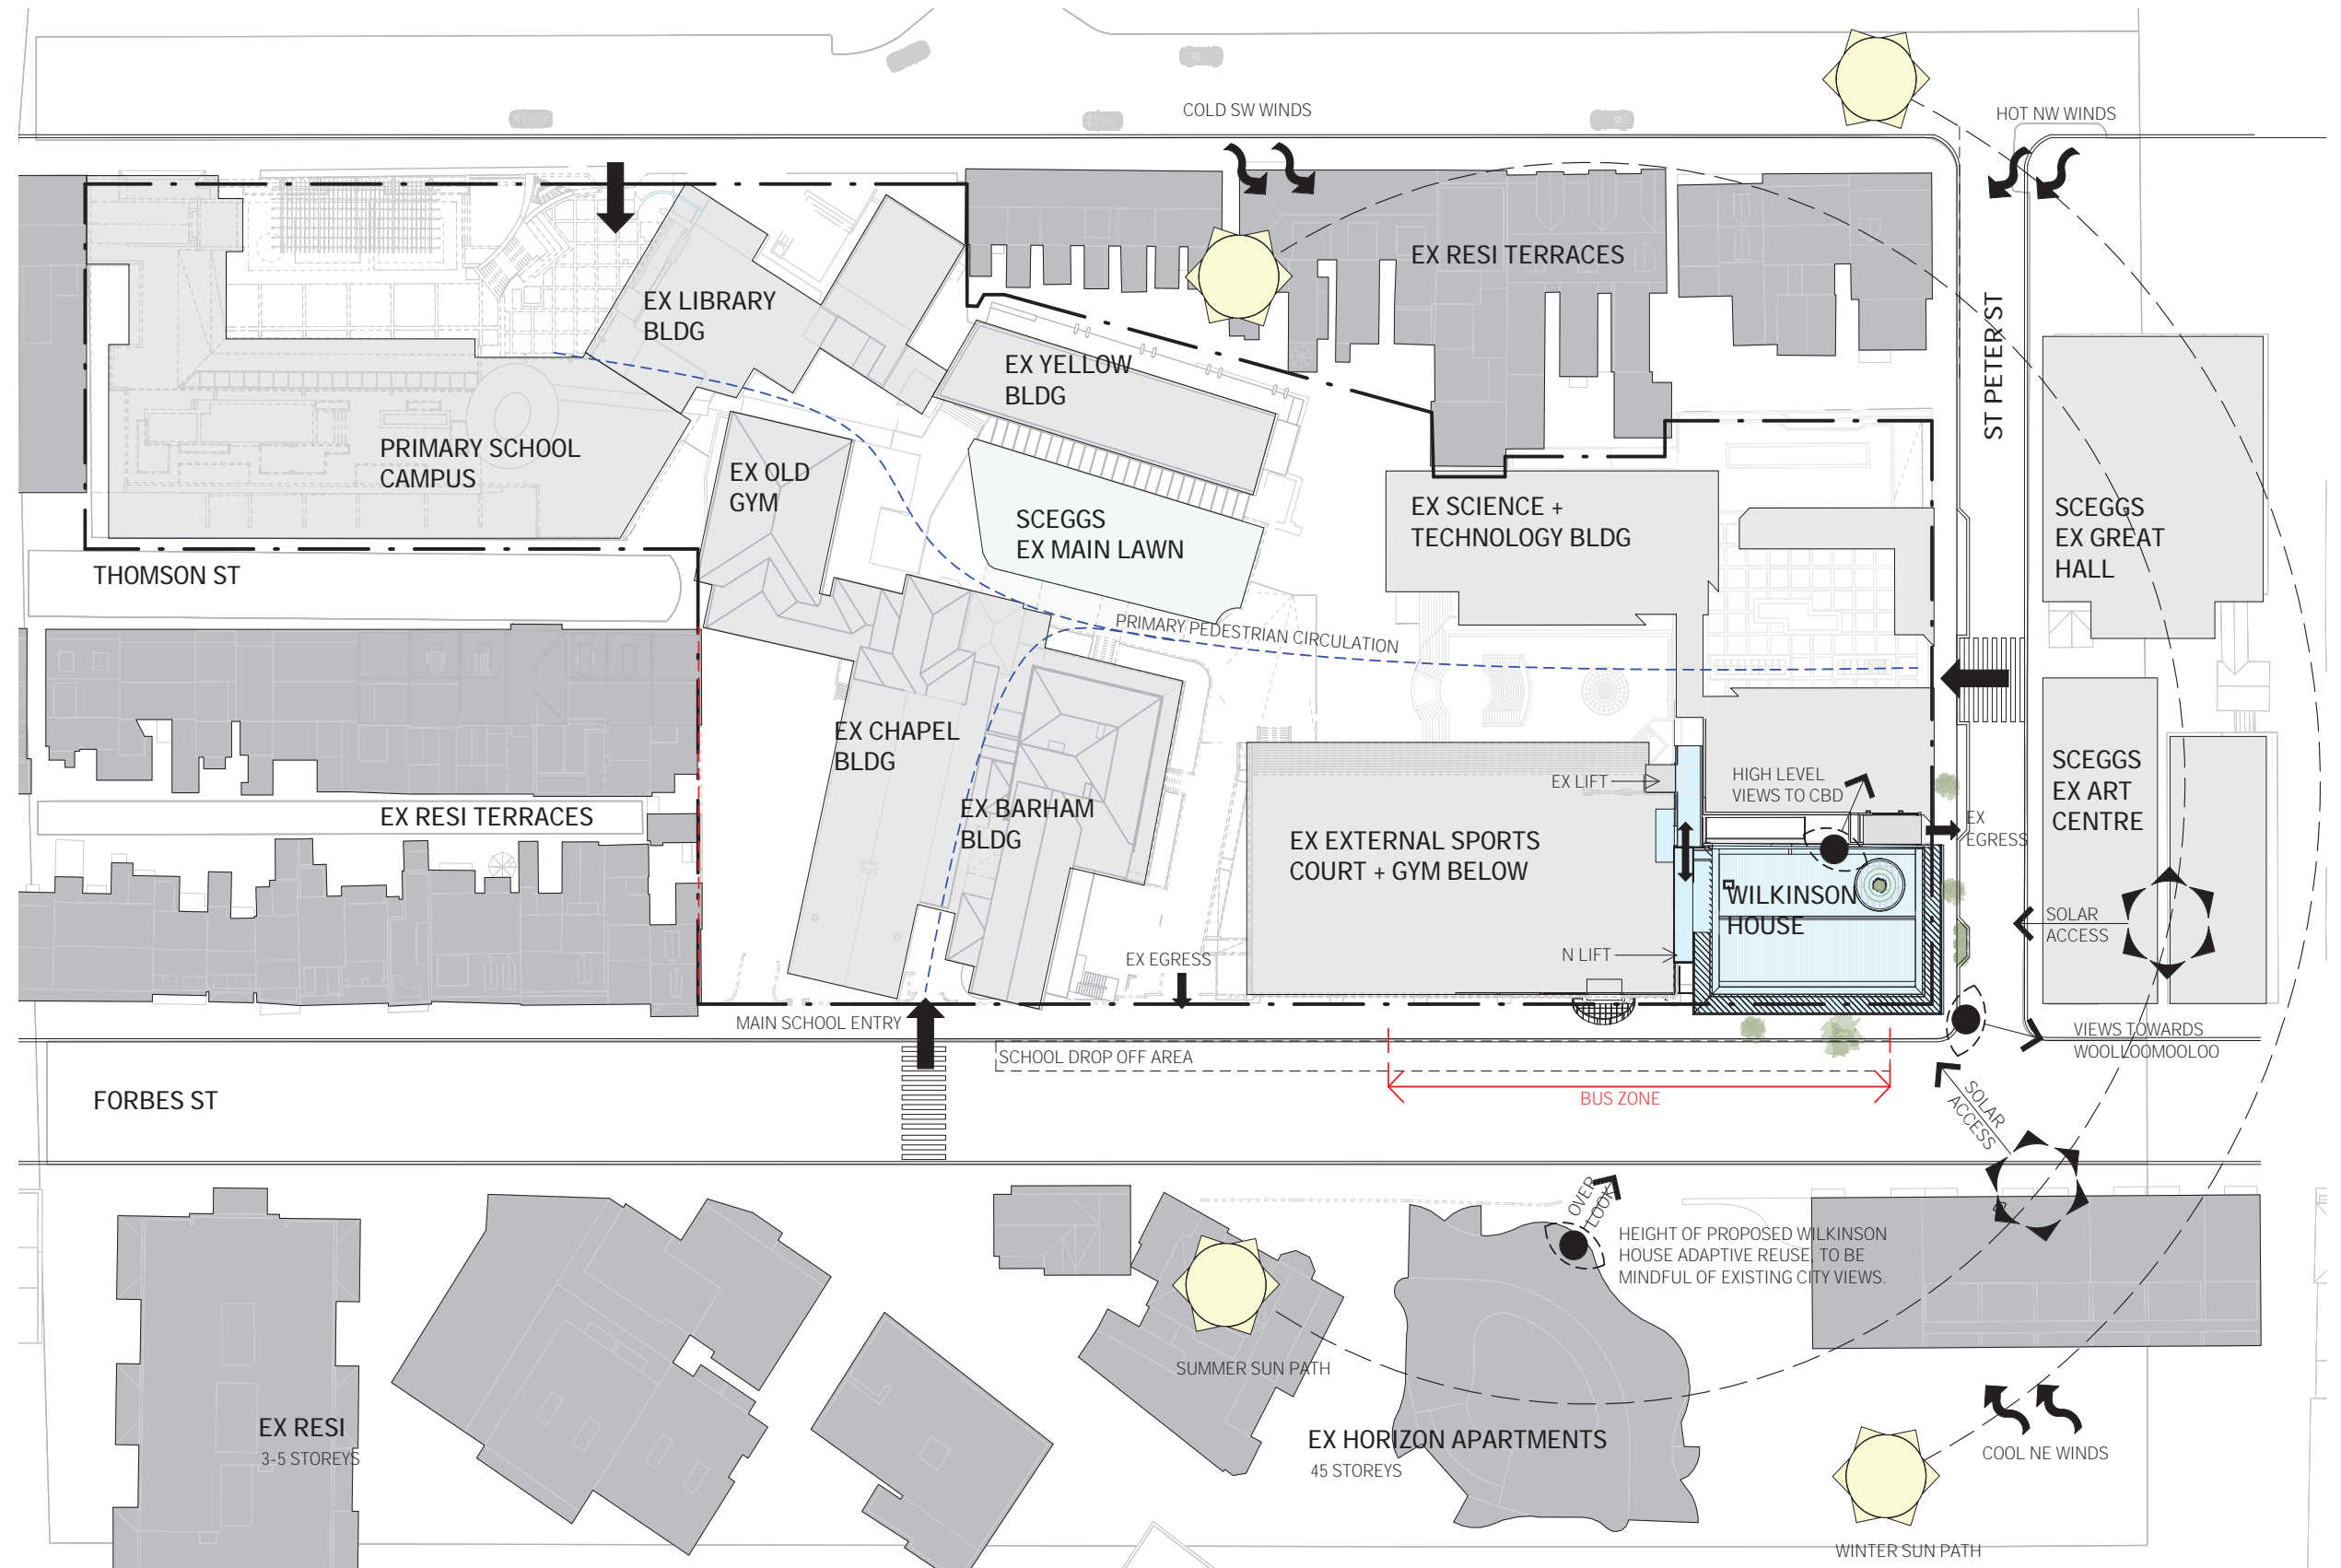 COLD SW WINDS
HOT NW WINDS
EX RESI TERRACES
EX LIBRARY
BLDG
ST PETER ST
EX YELLOW
BLDG
PRIMARY SCHOOL
CAMPUS
EX OLD
GYM
SCEGGS
EX MAIN LAWN
EX SCIENCE +
TECHNOLOGY BLDG
SCEGGS
EX GREAT
HALL
THOMSON ST
PRIMARY PEDESTRIAN CIRCULATION
EX CHAPEL
BLDG
EX LIFT
HIGH LEVEL
VIEWS TO CBD
SCEGGS
EX ART
CENTRE
EX RESI TERRACES
EX BARHAM
BLDG
EX EXTERNAL SPORTS
COURT + GYM BELOW
EX
EGRESS
WILKINSON
HOUSE
SOLAR
ACCESS
EX EGRESS
N LIFT
MAIN SCHOOL ENTRY
VIEWS TOWARDS
WOOLLOOMOOLOO
SCHOOL DROP OFF AREA
FORBES ST
BUS ZONE
SOLAR
ACCESS
OVER
LOOK
HEIGHT OF PROPOSED WILKINSON
HOUSE ADAPTIVE REUSE, TO BE
MINDFUL OF EXISTING CITY VIEWS.
SUMMER SUN PATH
EX RESI
3-5 STOREYS
EX HORIZON APARTMENTS
45 STOREYS
COOL NE WINDS
WINTER SUN PATH